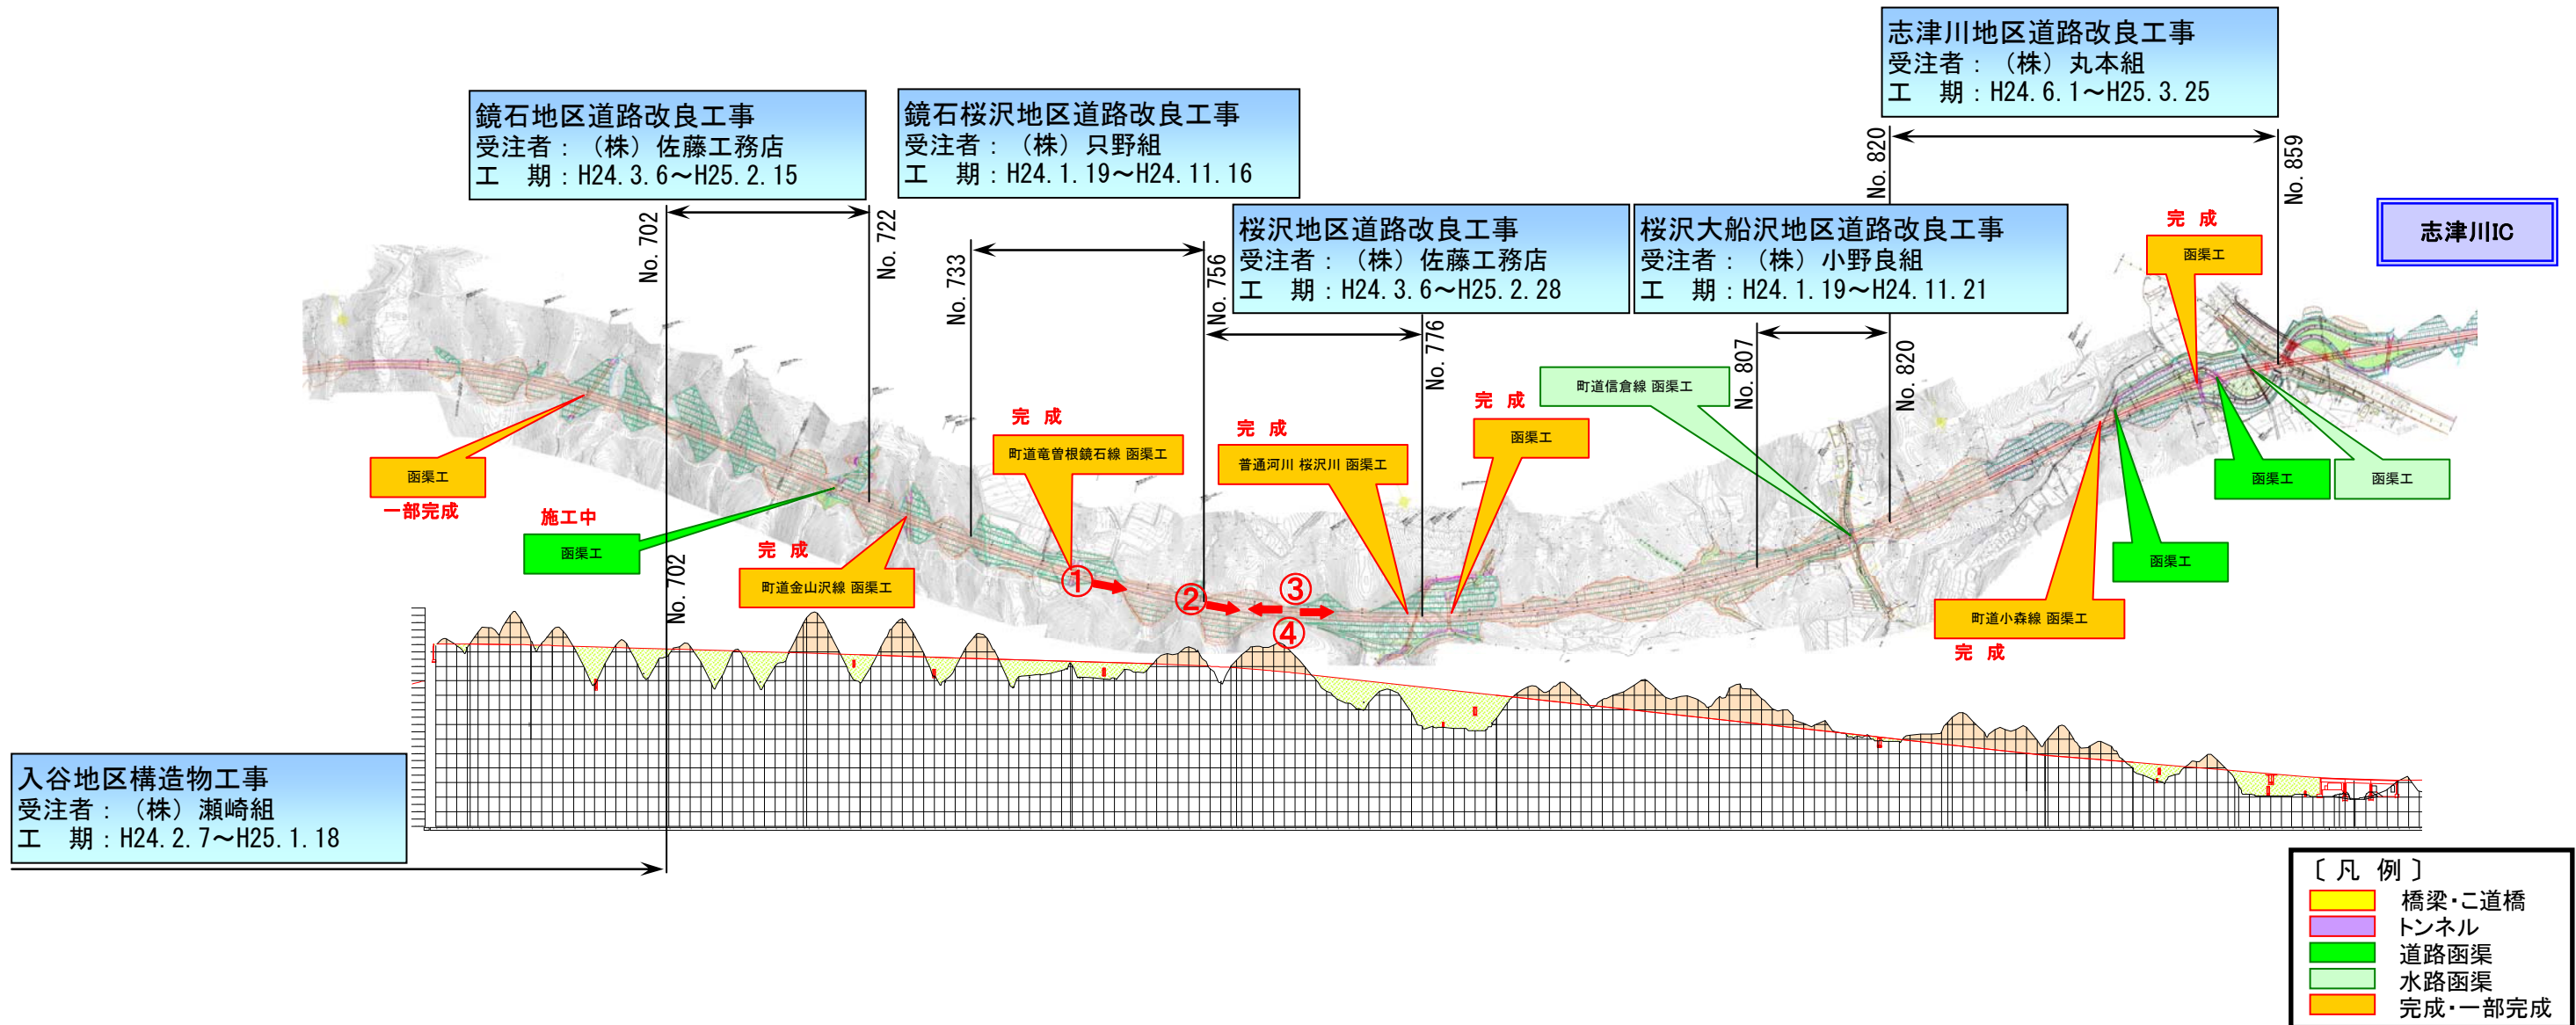 志津川地区道路改良工事
受注者：（株）丸本組
工　期：H24.6.1～H25.3.25
鏡石地区道路改良工事
受注者：（株）佐藤工務店
工　期：H24.3.6～H25.2.15
鏡石桜沢地区道路改良工事
受注者：（株）只野組
工　期：H24.1.19～H24.11.16
No.820
No.859
桜沢地区道路改良工事
受注者：（株）佐藤工務店
工　期：H24.3.6～H25.2.28
桜沢大船沢地区道路改良工事
受注者：（株）小野良組
工　期：H24.1.19～H24.11.21
志津川IC
No.702
No.722
No.733
No.756
No.776
No.807
No.820
完 成
函渠工
町道信倉線 函渠工
完 成
町道竜曽根鏡石線 函渠工
完 成
普通河川 桜沢川 函渠工
完 成
函渠工
函渠工
一部完成
施工中
函渠工
完 成
町道金山沢線 函渠工
函渠工
函渠工
函渠工
町道小森線 函渠工
完 成
①
②
③
④
No.702
入谷地区構造物工事
受注者：（株）瀬崎組
工　期：H24.2.7～H25.1.18
〔凡 例〕
橋梁・こ道橋
トンネル
道路函渠
水路函渠
完成・一部完成